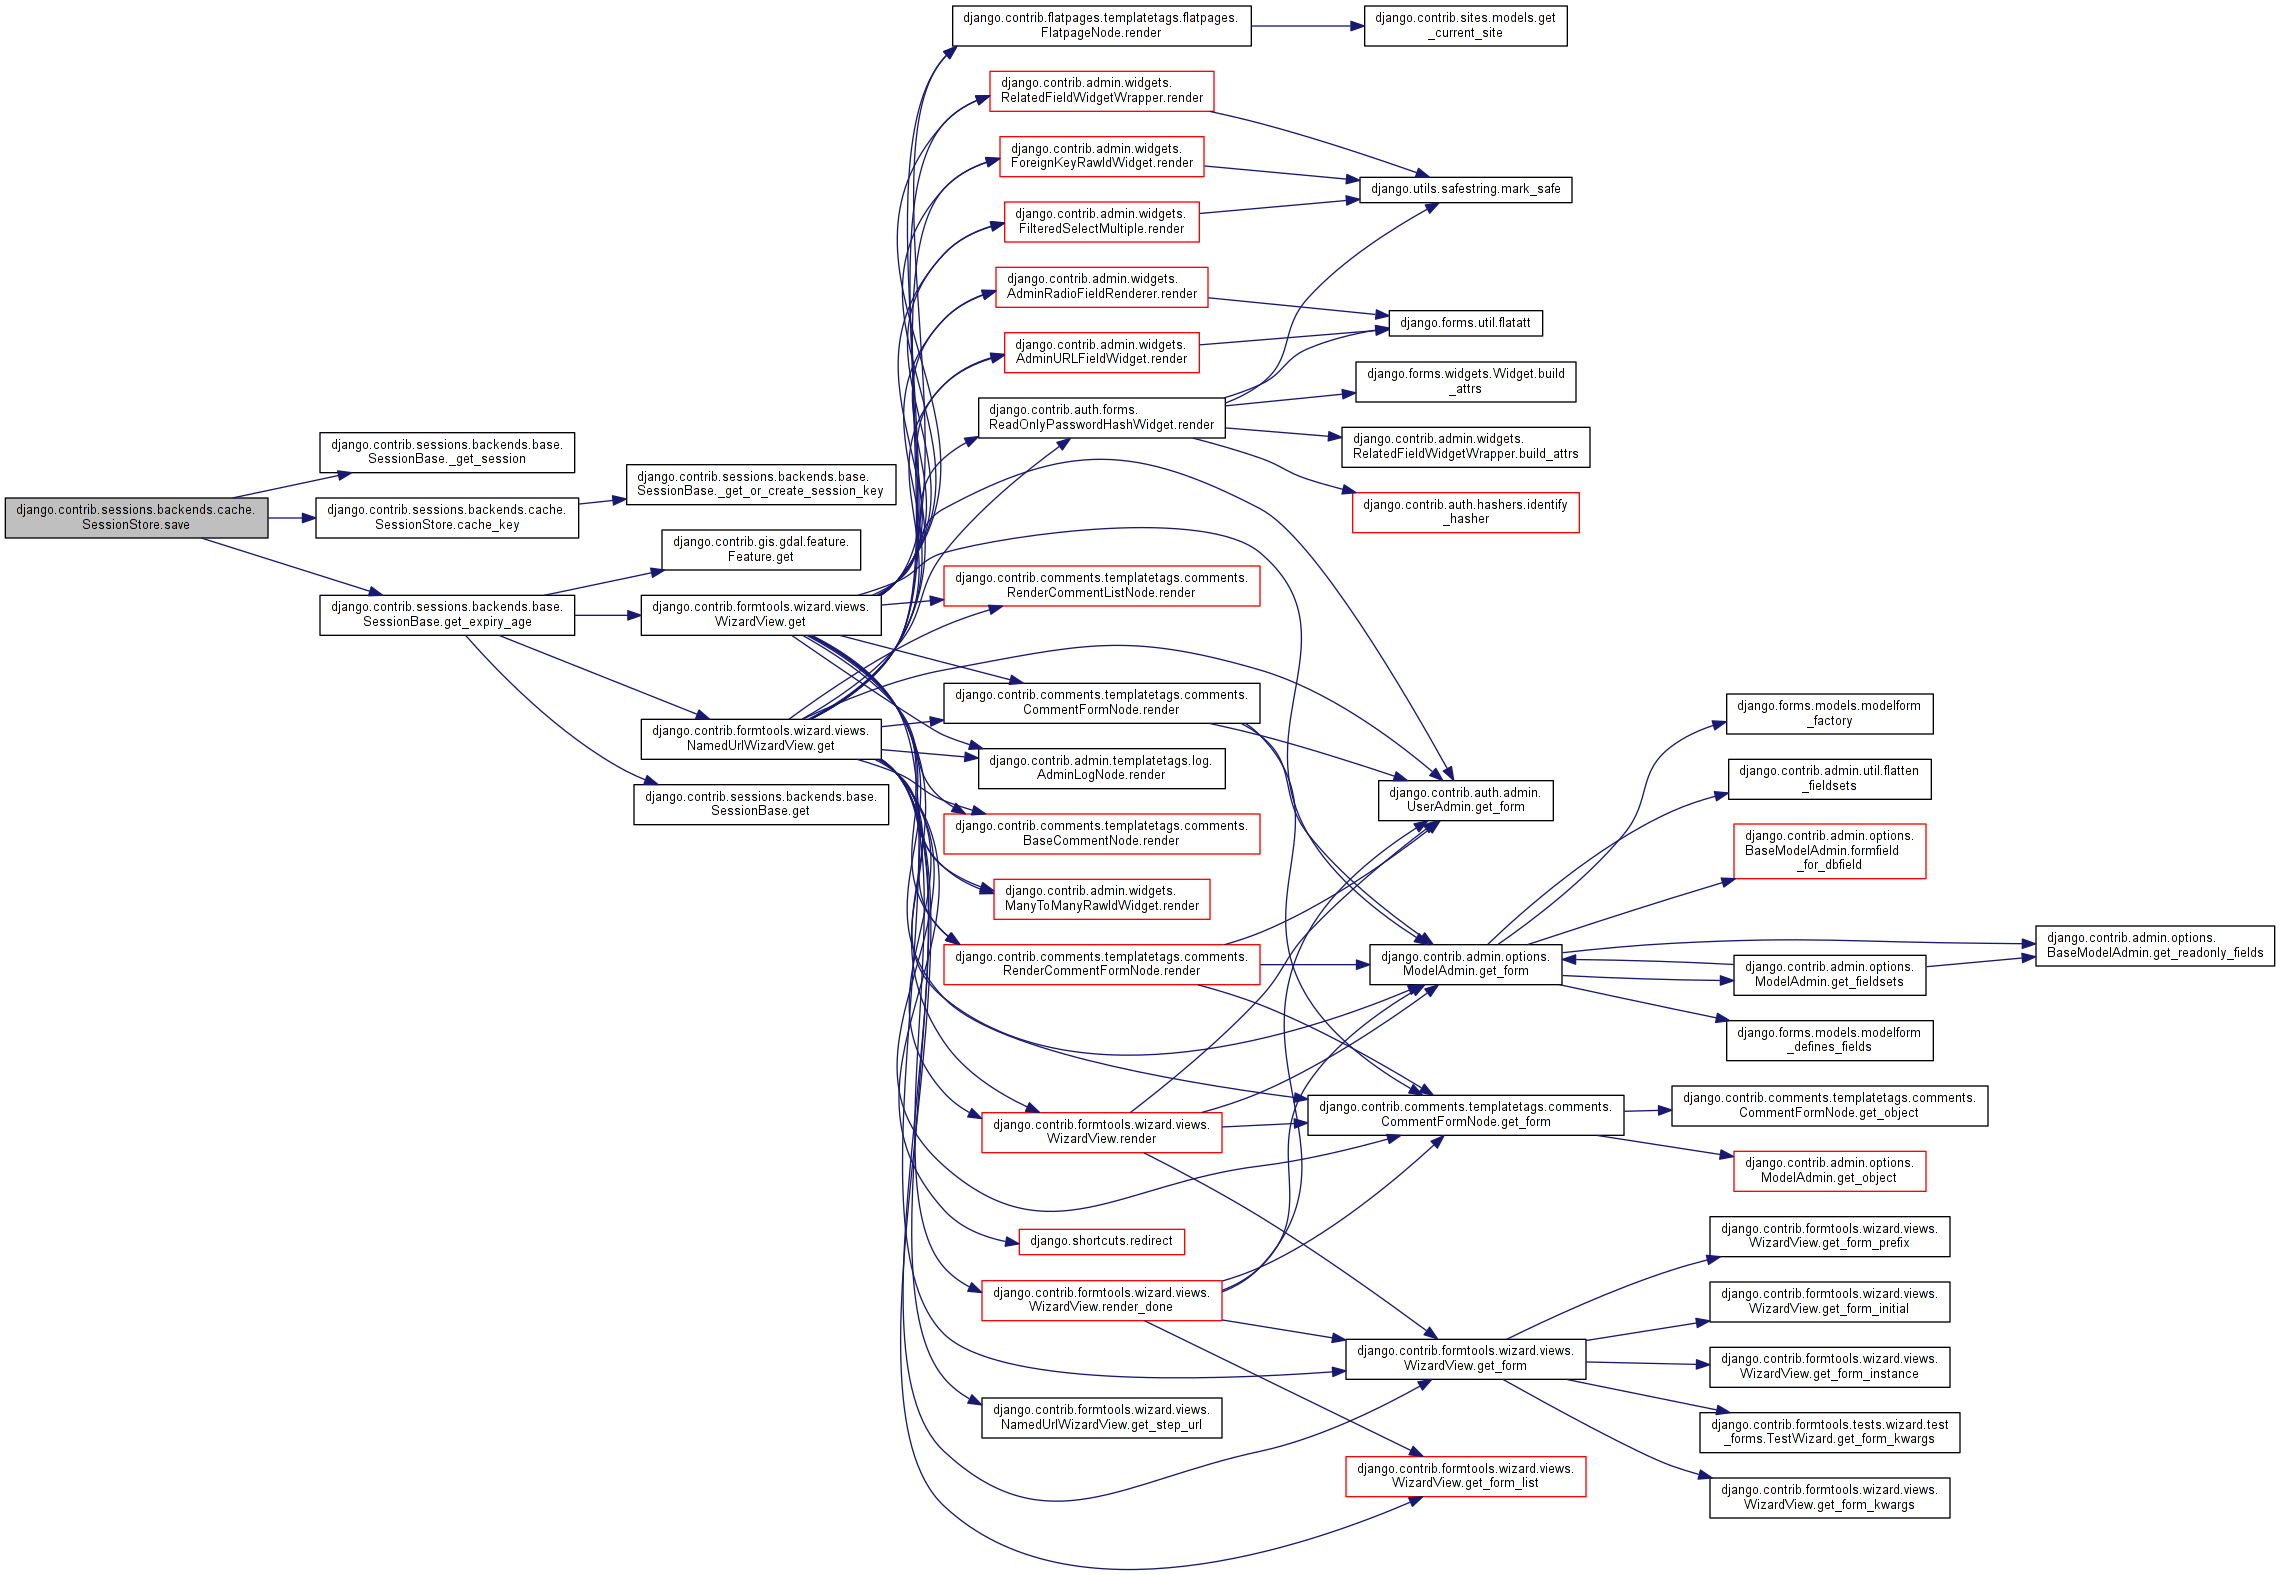 django.contrib.sessions.backends.cache.
SessionStore.save
django.contrib.sessions.backends.base.
SessionBase._get_session
django.contrib.sessions.backends.cache.
SessionStore.cache_key
django.contrib.sessions.backends.base.
SessionBase.get_expiry_age
django.contrib.sessions.backends.base.
SessionBase._get_or_create_session_key
django.contrib.gis.gdal.feature.
Feature.get
django.contrib.formtools.wizard.views.
WizardView.get
django.contrib.formtools.wizard.views.
NamedUrlWizardView.get
django.contrib.sessions.backends.base.
SessionBase.get
django.contrib.flatpages.templatetags.flatpages.
FlatpageNode.render
django.contrib.admin.widgets.
RelatedFieldWidgetWrapper.render
django.contrib.admin.widgets.
ForeignKeyRawIdWidget.render
django.contrib.admin.widgets.
FilteredSelectMultiple.render
django.contrib.admin.widgets.
AdminRadioFieldRenderer.render
django.contrib.admin.widgets.
AdminURLFieldWidget.render
django.contrib.auth.forms.
ReadOnlyPasswordHashWidget.render
django.contrib.comments.templatetags.comments.
RenderCommentListNode.render
django.contrib.comments.templatetags.comments.
CommentFormNode.render
django.contrib.admin.templatetags.log.
AdminLogNode.render
django.contrib.comments.templatetags.comments.
BaseCommentNode.render
django.contrib.admin.widgets.
ManyToManyRawIdWidget.render
django.contrib.comments.templatetags.comments.
RenderCommentFormNode.render
django.contrib.formtools.wizard.views.
WizardView.render
django.shortcuts.redirect
django.contrib.formtools.wizard.views.
WizardView.render_done
django.contrib.formtools.wizard.views.
NamedUrlWizardView.get_step_url
django.contrib.sites.models.get
_current_site
django.utils.safestring.mark_safe
django.forms.util.flatatt
django.forms.widgets.Widget.build
_attrs
django.contrib.admin.widgets.
RelatedFieldWidgetWrapper.build_attrs
django.contrib.auth.hashers.identify
_hasher
django.contrib.auth.admin.
UserAdmin.get_form
django.contrib.admin.options.
ModelAdmin.get_form
django.contrib.comments.templatetags.comments.
CommentFormNode.get_form
django.contrib.formtools.wizard.views.
WizardView.get_form
django.contrib.formtools.wizard.views.
WizardView.get_form_list
django.forms.models.modelform
_factory
django.contrib.admin.util.flatten
_fieldsets
django.contrib.admin.options.
BaseModelAdmin.formfield
_for_dbfield
django.contrib.admin.options.
ModelAdmin.get_fieldsets
django.forms.models.modelform
_defines_fields
django.contrib.comments.templatetags.comments.
CommentFormNode.get_object
django.contrib.admin.options.
ModelAdmin.get_object
django.contrib.formtools.wizard.views.
WizardView.get_form_prefix
django.contrib.formtools.wizard.views.
WizardView.get_form_initial
django.contrib.formtools.wizard.views.
WizardView.get_form_instance
django.contrib.formtools.tests.wizard.test
_forms.TestWizard.get_form_kwargs
django.contrib.formtools.wizard.views.
WizardView.get_form_kwargs
django.contrib.admin.options.
BaseModelAdmin.get_readonly_fields